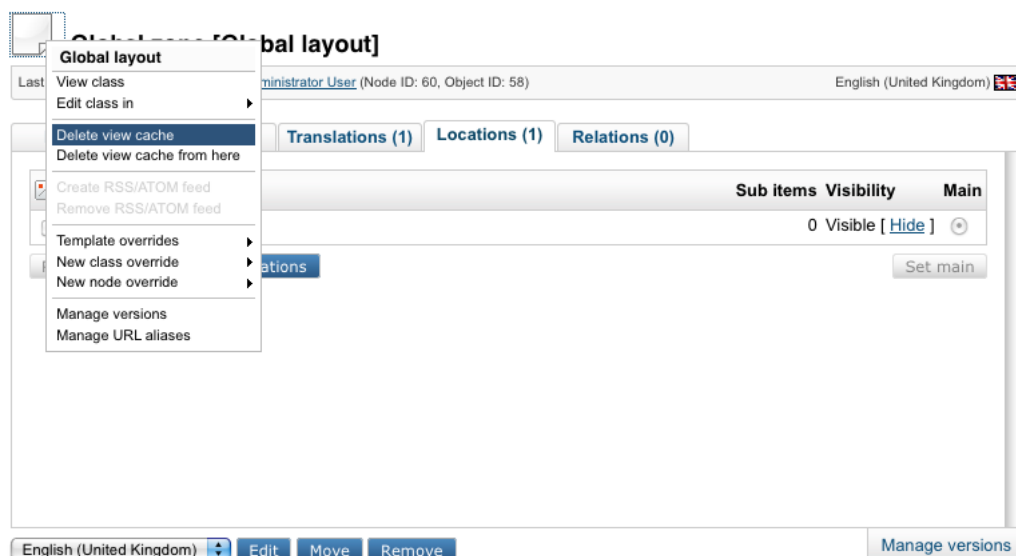 Global zone [Global layout]
Global layout
Last
ministrator User (Node ID: 60, Object ID: 58)
English (United Kingdom)
View class
Edit class in
Delete view cache
Translations (1)
Locations (1)
Relations (0)
Delete view cache from here
Create RSS/ATOM feed
Remove RSS/ATOM feed
Sub items Visibility Main
0 Visible [ Hide ]
Template overrides
New class override
ations
Set main
New node override
Manage versions
Manage URL aliases
English (United Kingdom) Edit Move Remove
Manage versions